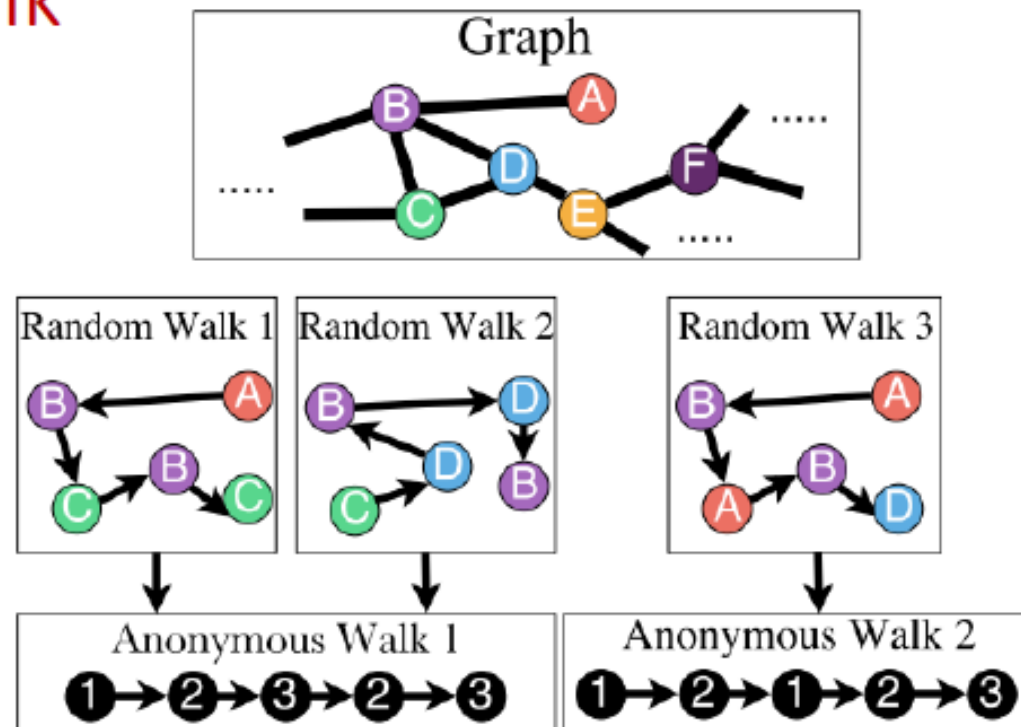 Graph
B
A
D
F
C
E
.....
.....
.....
Random Walk 1
B
A
C
B
C
Random Walk 2
B
D
D
C
B
Random Walk 3
B
A
B
A
D
Anonymous Walk 1
1 2 3 2 3
Anonymous Walk 2
1 2 1 2 3